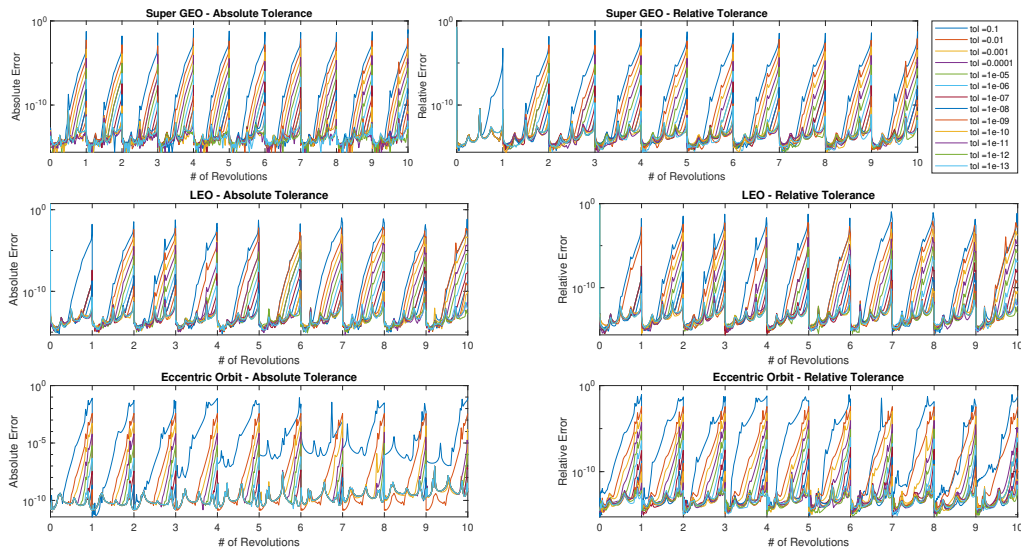 Super GEO - Absolute Tolerance
10^0
10^-10
Absolute Error
0 1 2 3 4 5 6 7 8 9 10
# of Revolutions
Super GEO - Relative Tolerance
10^0
10^-10
Relative Error
0 1 2 3 4 5 6 7 8 9 10
# of Revolutions
tol =0.1
tol =0.01
tol =0.001
tol =0.0001
tol =1e-05
tol =1e-06
tol =1e-07
tol =1e-08
tol =1e-09
tol =1e-10
tol =1e-11
tol =1e-12
tol =1e-13
LEO - Absolute Tolerance
10^0
10^-10
Absolute Error
0 1 2 3 4 5 6 7 8 9 10
# of Revolutions
LEO - Relative Tolerance
10^0
10^-10
Relative Error
0 1 2 3 4 5 6 7 8 9 10
# of Revolutions
Eccentric Orbit - Absolute Tolerance
10^0
10^-5
10^-10
Absolute Error
0 1 2 3 4 5 6 7 8 9 10
# of Revolutions
Eccentric Orbit - Relative Tolerance
10^0
10^-10
Relative Error
0 1 2 3 4 5 6 7 8 9 10
# of Revolutions